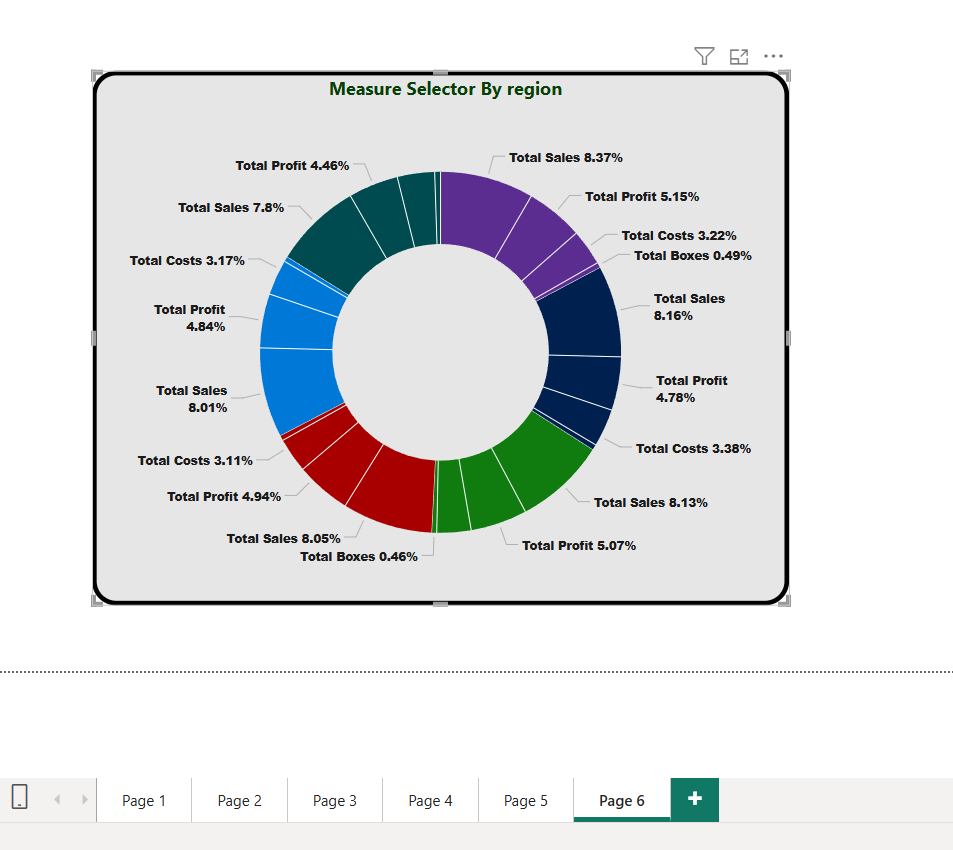 Measure Selector By region
Total Profit 4.46%
Total Sales 8.37%
Total Profit 5.15%
Total Sales 7.8%
Total Costs 3.22%
Total Boxes 0.49%
Total Costs 3.17%
Total Sales
8.16%
Total Profit
4.84%
Total Profit
4.78%
Total Sales
8.01%
Total Costs 3.38%
Total Costs 3.11%
Total Profit 4.94%
Total Sales 8.13%
Total Sales 8.05%
Total Profit 5.07%
Total Boxes 0.46%
Page 1
Page 2
Page 3
Page 4
Page 5
Page 6
+